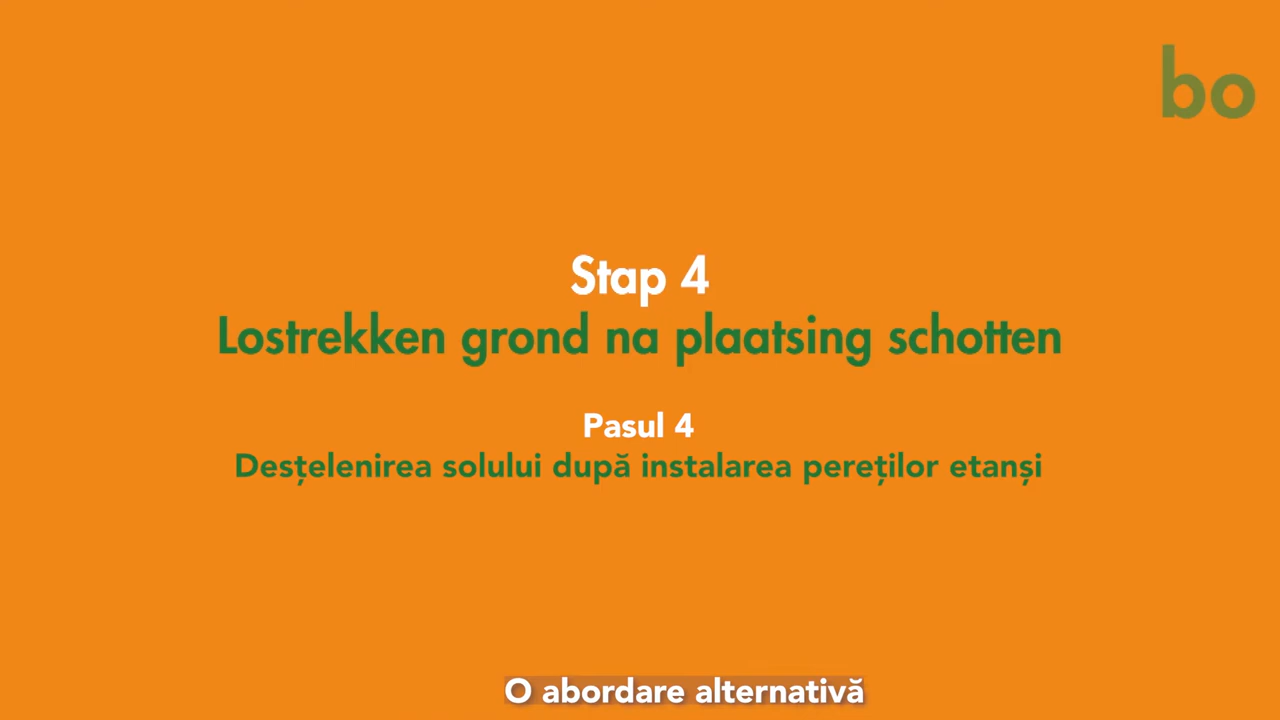 bo
Stap 4
Lostrekken grond na plaatsing schotten
Pasul 4
Desțelenirea solului după instalarea pereților etanși
O abordare alternativă